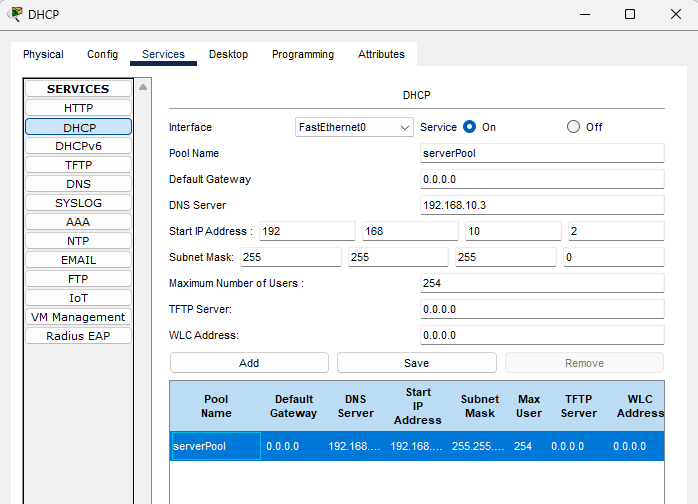 DHCP
Physical Config Services Desktop Programming Attributes
SERVICES
HTTP
DHCP
DHCPv6
TFTP
DNS
SYSLOG
AAA
NTP
EMAIL
FTP
IoT
VM Management
Radius EAP
DHCP
Interface FastEthernet0 Service On Off
Pool Name serverPool
Default Gateway 0.0.0.0
DNS Server 192.168.10.3
Start IP Address : 192 168 10 2
Subnet Mask: 255 255 255 0
Maximum Number of Users : 254
TFTP Server: 0.0.0.0
WLC Address: 0.0.0.0
Add Save Remove
Pool Name Default Gateway DNS Server Start IP Address Subnet Mask Max User TFTP Server WLC Address
serverPool 0.0.0.0 192.168.... 192.168.... 255.255.... 254 0.0.0.0 0.0.0.0